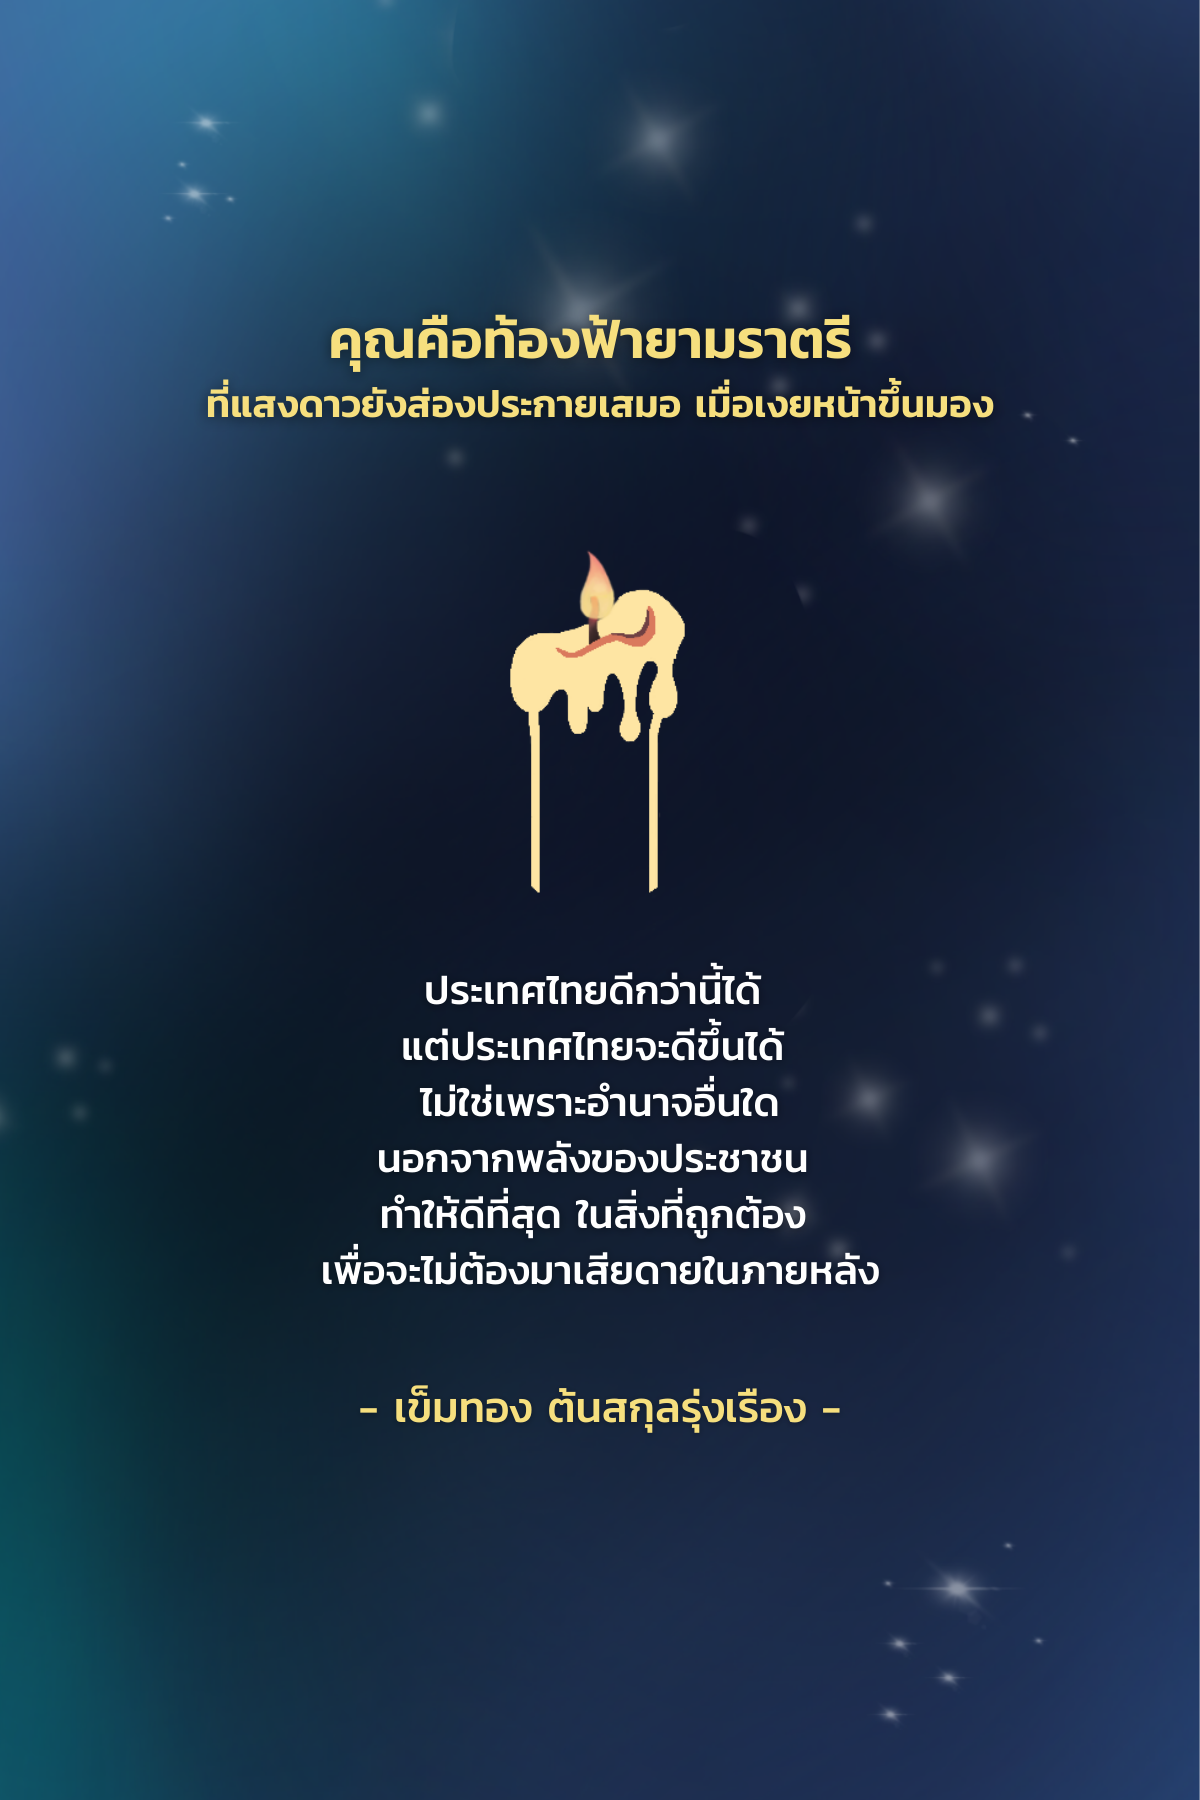 คุณคือท้องฟ้ายามราตรี
ที่แสงดาวยังส่องประกายเสมอ เมื่อเงยหน้าขึ้นมอง
ประเทศไทยดีกว่านี้ได้
แต่ประเทศไทยจะดีขึ้นได้
ไม่ใช่เพราะอำนาจอื่นใด
นอกจากพลังของประชาชน
ทำให้ดีที่สุด ในสิ่งที่ถูกต้อง
เพื่อจะไม่ต้องมาเสียดายในภายหลัง
- เข็มทอง ต้นสกุลรุ่งเรือง -